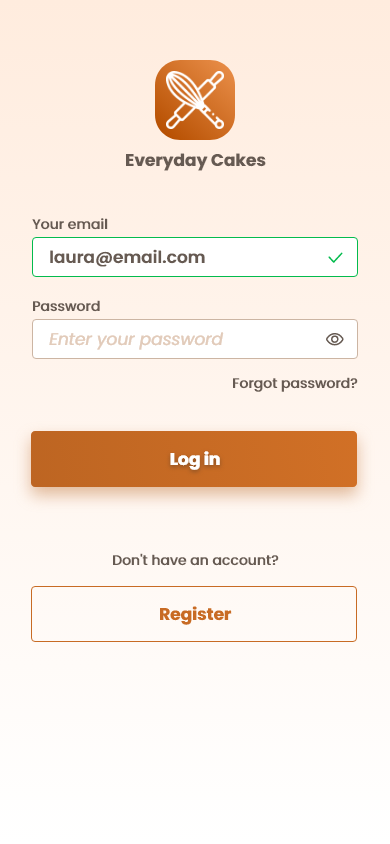 Everyday Cakes
Your email
laura@email.com
Password
Enter your password
Forgot password?
Log in
Don't have an account?
Register